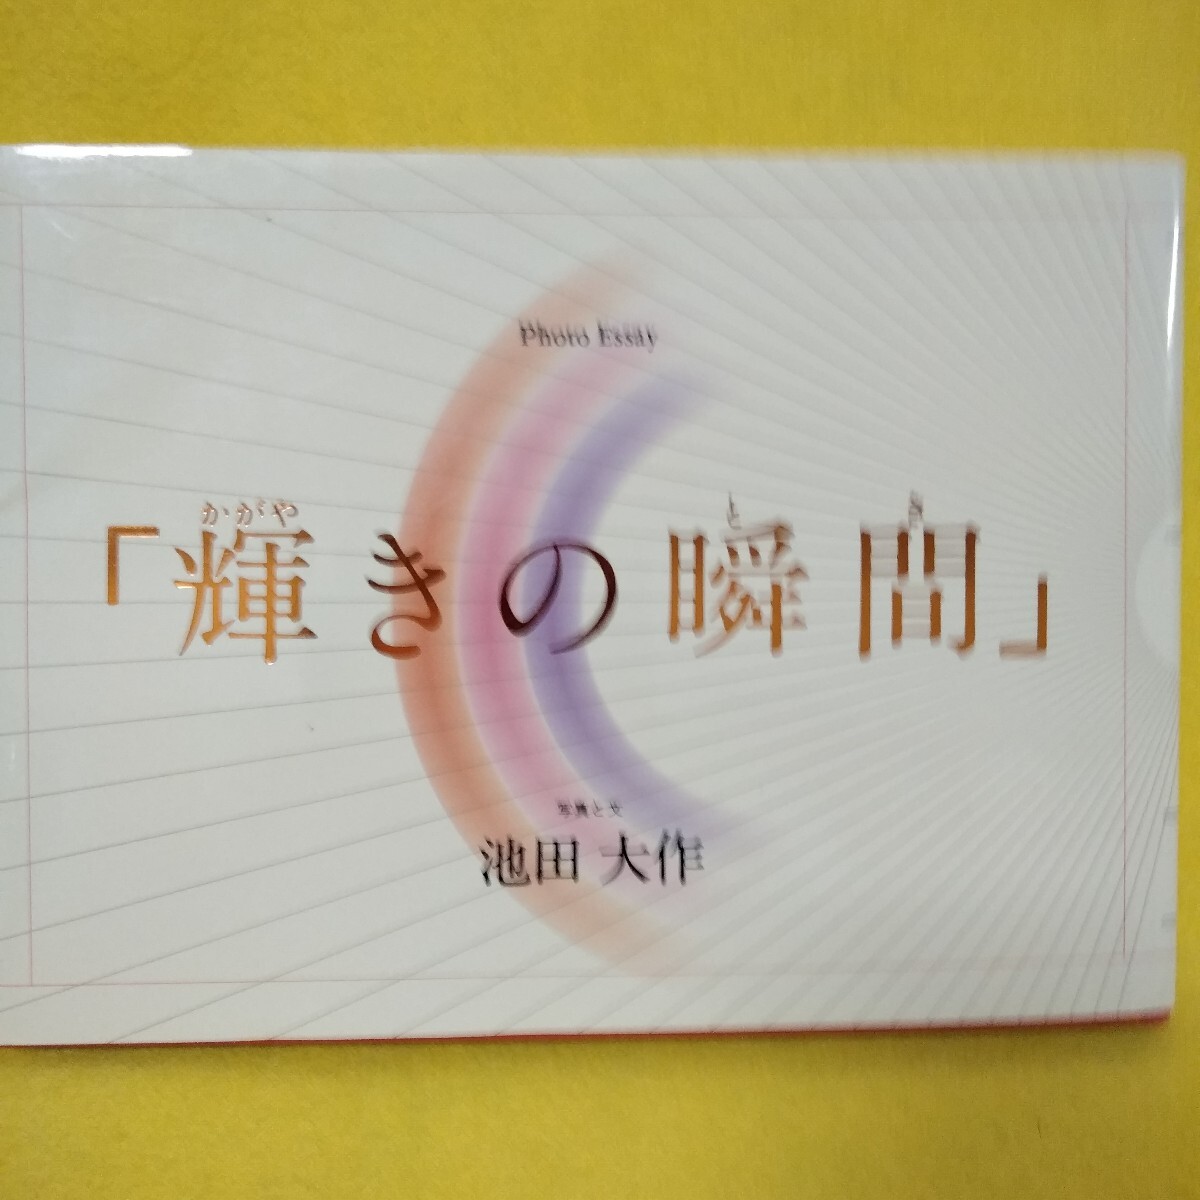 Photo Essay
かがや と き
「輝きの瞬間」
写真と文
池田 大作